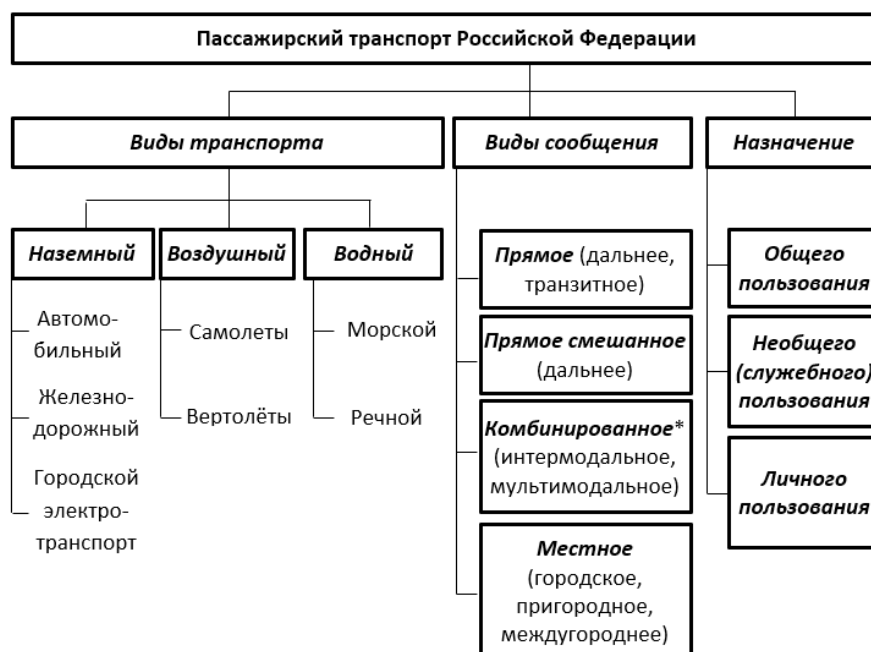 Пассажирский транспорт Российской Федерации
Виды транспорта
Виды сообщения
Назначение
Наземный
Воздушный
Водный
Автомо-
бильный
Железно-
дорожный
Городской
электро-
транспорт
Самолеты
Вертолёты
Морской
Речной
Прямое (дальнее,
транзитное)
Прямое смешанное
(дальнее)
Комбинированное*
(интермодальное,
мультимодальное)
Местное
(городское,
пригородное,
междугороднее)
Общего
пользования
Необщего
(служебного)
пользования
Личного
пользования